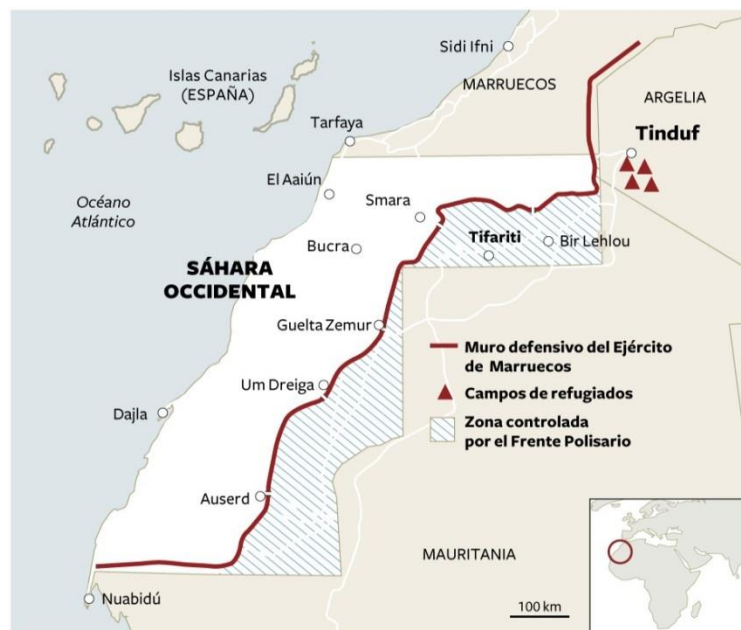 Sidi Ifni
Islas Canarias
(ESPAÑA)
MARRUECOS
ARGELIA
Tarfaya
Tinduf
El Aaiún
Océano
Atlántico
Smara
Bucra
Tifariti
Bir Lehlou
SÁHARA
OCCIDENTAL
Guelta Zemur
Muro defensivo del Ejército
de Marruecos
Um Dreiga
Campos de refugiados
Dajla
Zona controlada
por el Frente Polisario
Auserd
MAURITANIA
Nuabidú
100 km